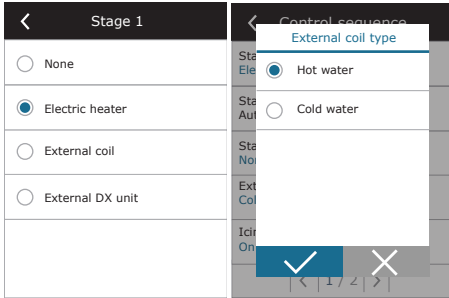 Stage 1
None
Electric heater
External coil
External DX unit
Control sequence
External coil type
Hot water
Cold water
Sta
Ele
Sta
Aut
Sta
Ext
Col
Icin
On
1 / 2